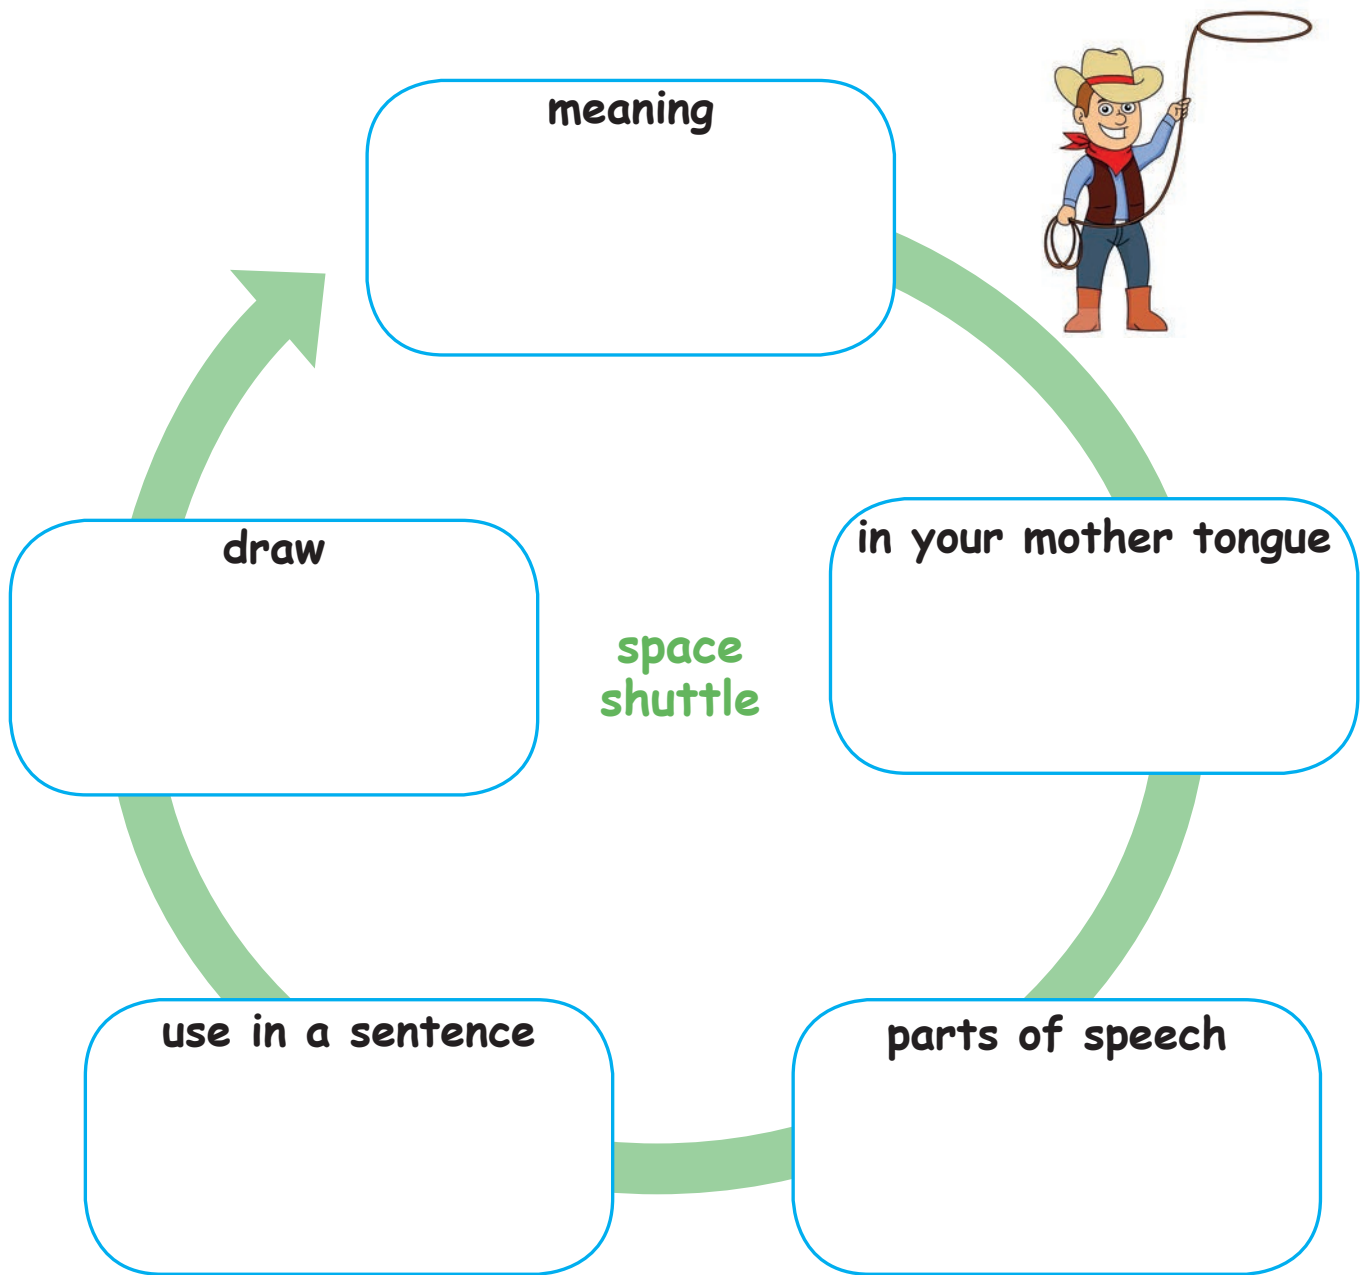 meaning
in your mother tongue
draw
space
shuttle
use in a sentence
parts of speech